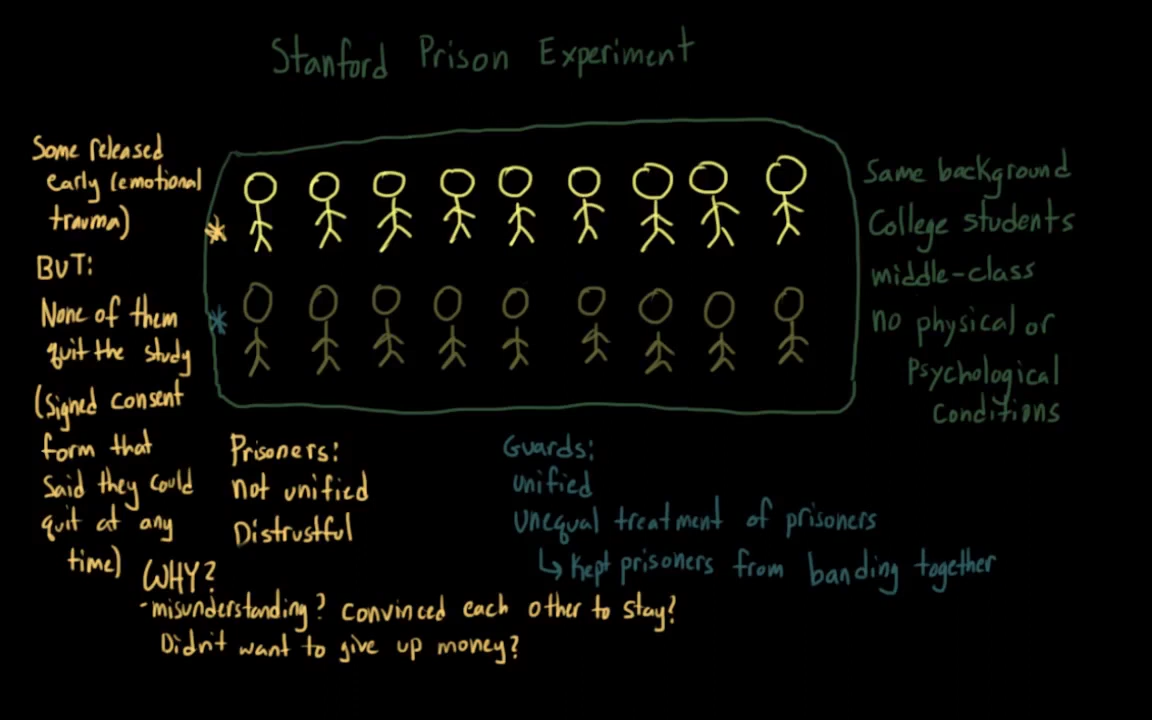 Stanford Prison Experiment
Some released
early (emotional
trauma)
BUT:
None of them
quit the study
(Signed consent
form that
Said they could
quit at any
time)
Same background
College students
middle-class
no physical or
Psychological
conditions
Prisoners:
not unified
Distrustful
Guards:
unified
unequal treatment of prisoners
↳ kept prisoners from banding together
WHY?
-misunderstanding? Convinced each other to stay?
Didn't want to give up money?